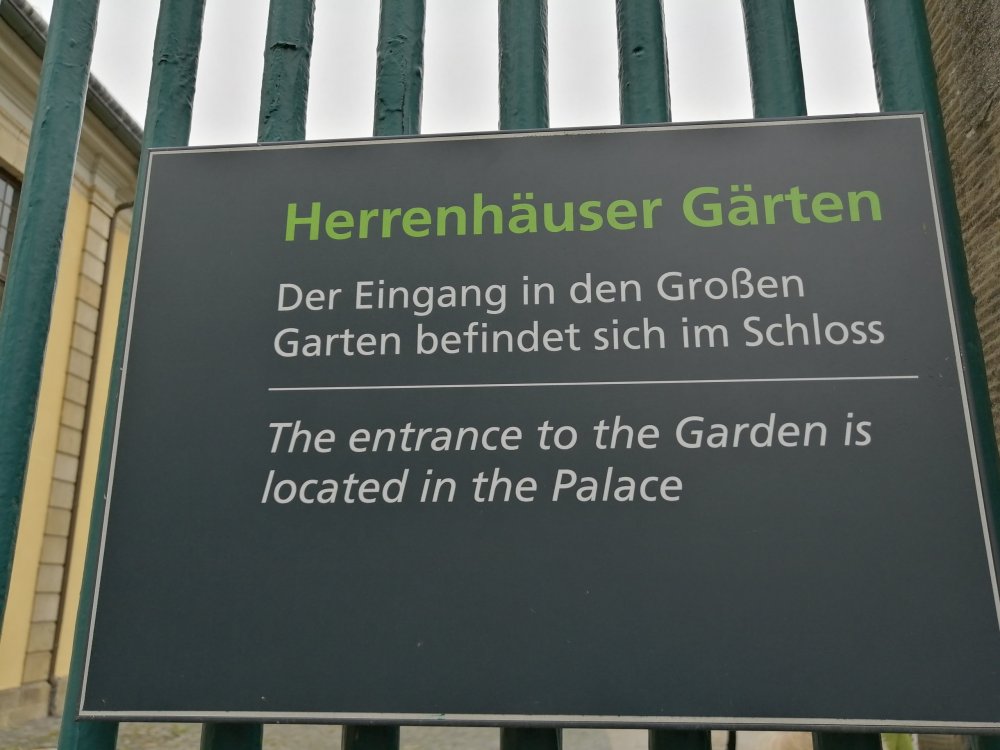 Herrenhäuser Gärten
Der Eingang in den Großen
Garten befindet sich im Schloss
The entrance to the Garden is
located in the Palace